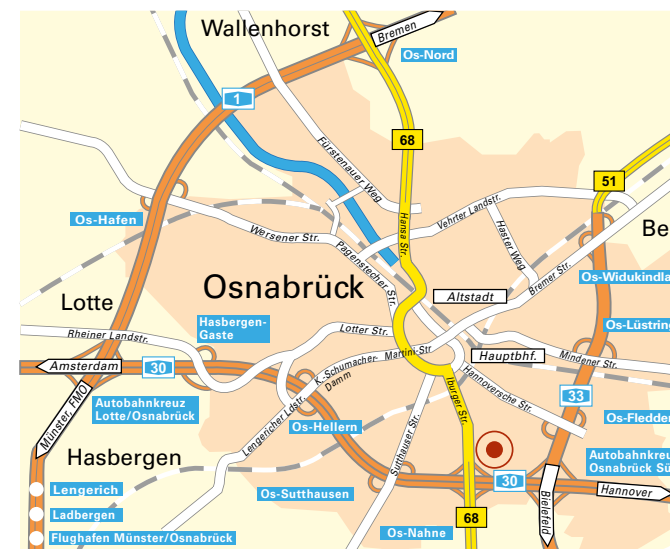 Wallenhorst
Bremen
Os-Nord
1
68
Fürstenauer Weg
51
Os-Hafen
Wersener Str.
Hansa Str.
Vehrter Landstr.
Haster Weg
Be
Pagenstecher Str.
Bremer Str.
Os-Widukindla
Osnabrück
Altstadt
Lotte
Hasbergen-
Gaste
Lotter Str.
Os-Lüstring
Rheiner Landstr.
Martini-Str
Hauptbhf.
Mindener Str.
Amsterdam
30
K.-Schumacher-
Damm
Iburger Str.
Hannoversche Str.
33
Münster, FMO
Autobahnkreuz
Lotte/Osnabrück
Lengericher Ldstr.
Os-Hellern
Os-Fledder
Sutthauser Str.
Hasbergen
Autobahnkreu
Osnabrück Sü
30
Lengerich
Os-Sutthausen
Hannover
Bielefeld
Ladbergen
68
Flughafen Münster/Osnabrück
Os-Nahne